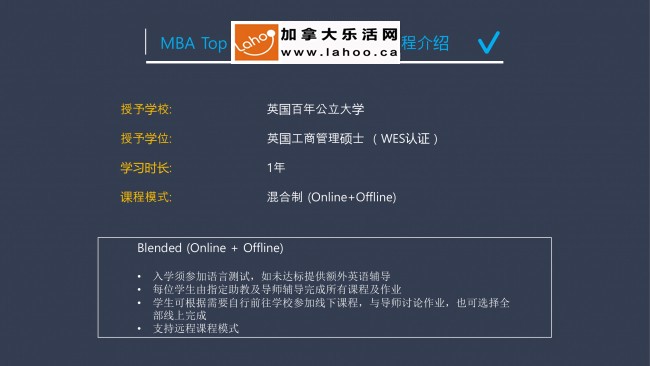 MBA Top
程介绍
Lahoo
加拿大乐活网
www.lahoo.ca
授予学校: 英国百年公立大学
授予学位: 英国工商管理硕士 （WES认证）
学习时长: 1年
课程模式: 混合制 (Online+Offline)
Blended (Online + Offline)
• 入学须参加语言测试，如未达标提供额外英语辅导
• 每位学生由指定助教及导师辅导完成所有课程及作业
• 学生可根据需要自行前往学校参加线下课程，与导师讨论作业，也可选择全
部线上完成
• 支持远程课程模式